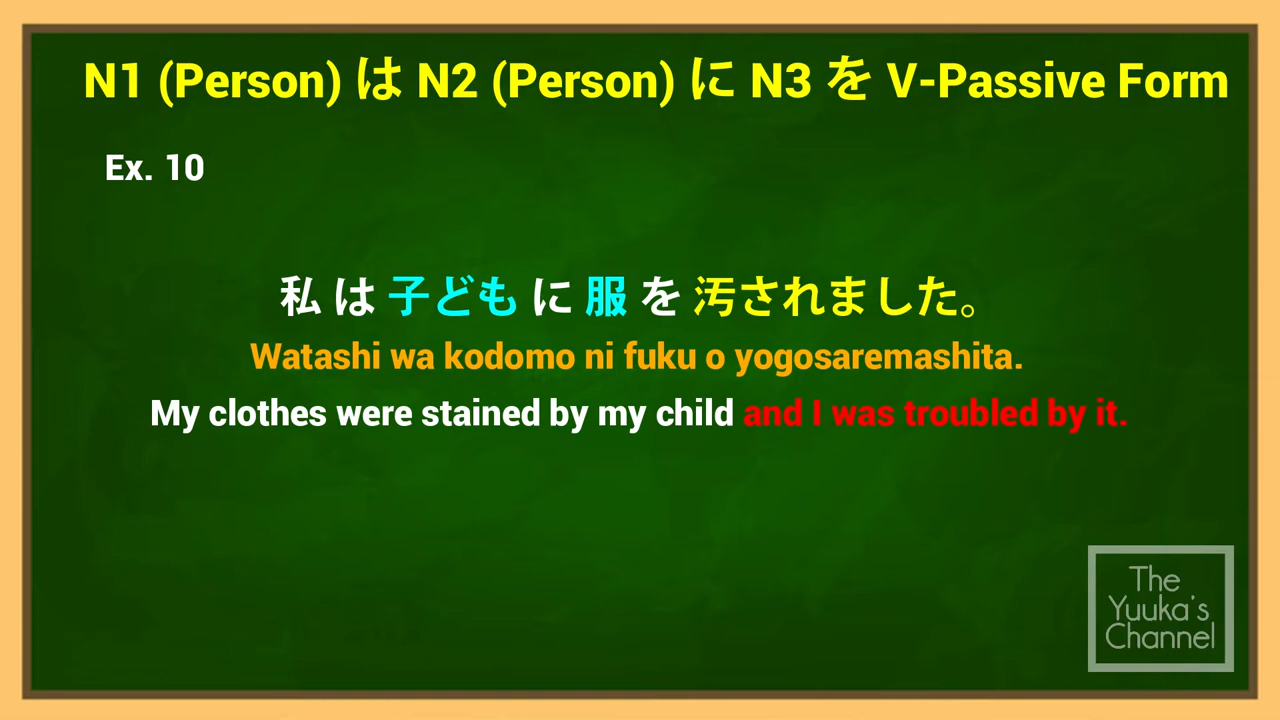 N1 (Person) は N2 (Person) に N3 を V-Passive Form
Ex. 10
私 は 子ども に 服 を 汚されました。
Watashi wa kodomo ni fuku o yogosaremashita.
My clothes were stained by my child and I was troubled by it.
The
Yuuka's
Channel